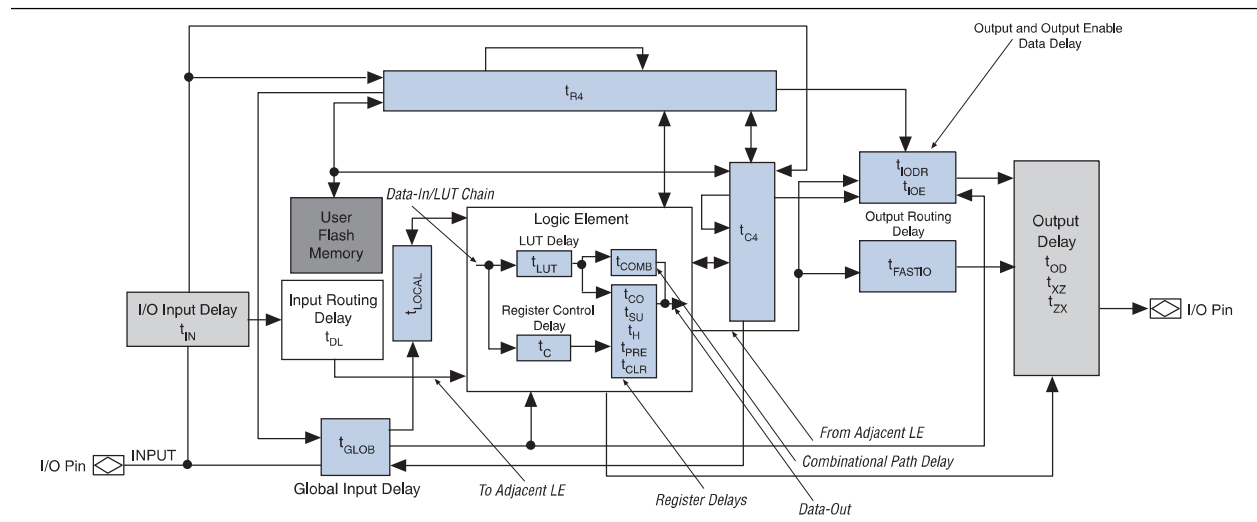 Output and Output Enable
Data Delay
tR4
tIODR
tIOE
Data-In/LUT Chain
User
Flash
Memory
Logic Element
tC4
Output Routing
Delay
Output
Delay
tOD
tXZ
tZX
LUT Delay
tLUT
tCOMB
tLOCAL
tFASTIO
I/O Input Delay
tIN
Input Routing
Delay
tDL
Register Control
Delay
tC
tCO
tSU
tH
tPRE
tCLR
I/O Pin
From Adjacent LE
tGLOB
INPUT
I/O Pin
Combinational Path Delay
Global Input Delay
To Adjacent LE
Register Delays
Data-Out